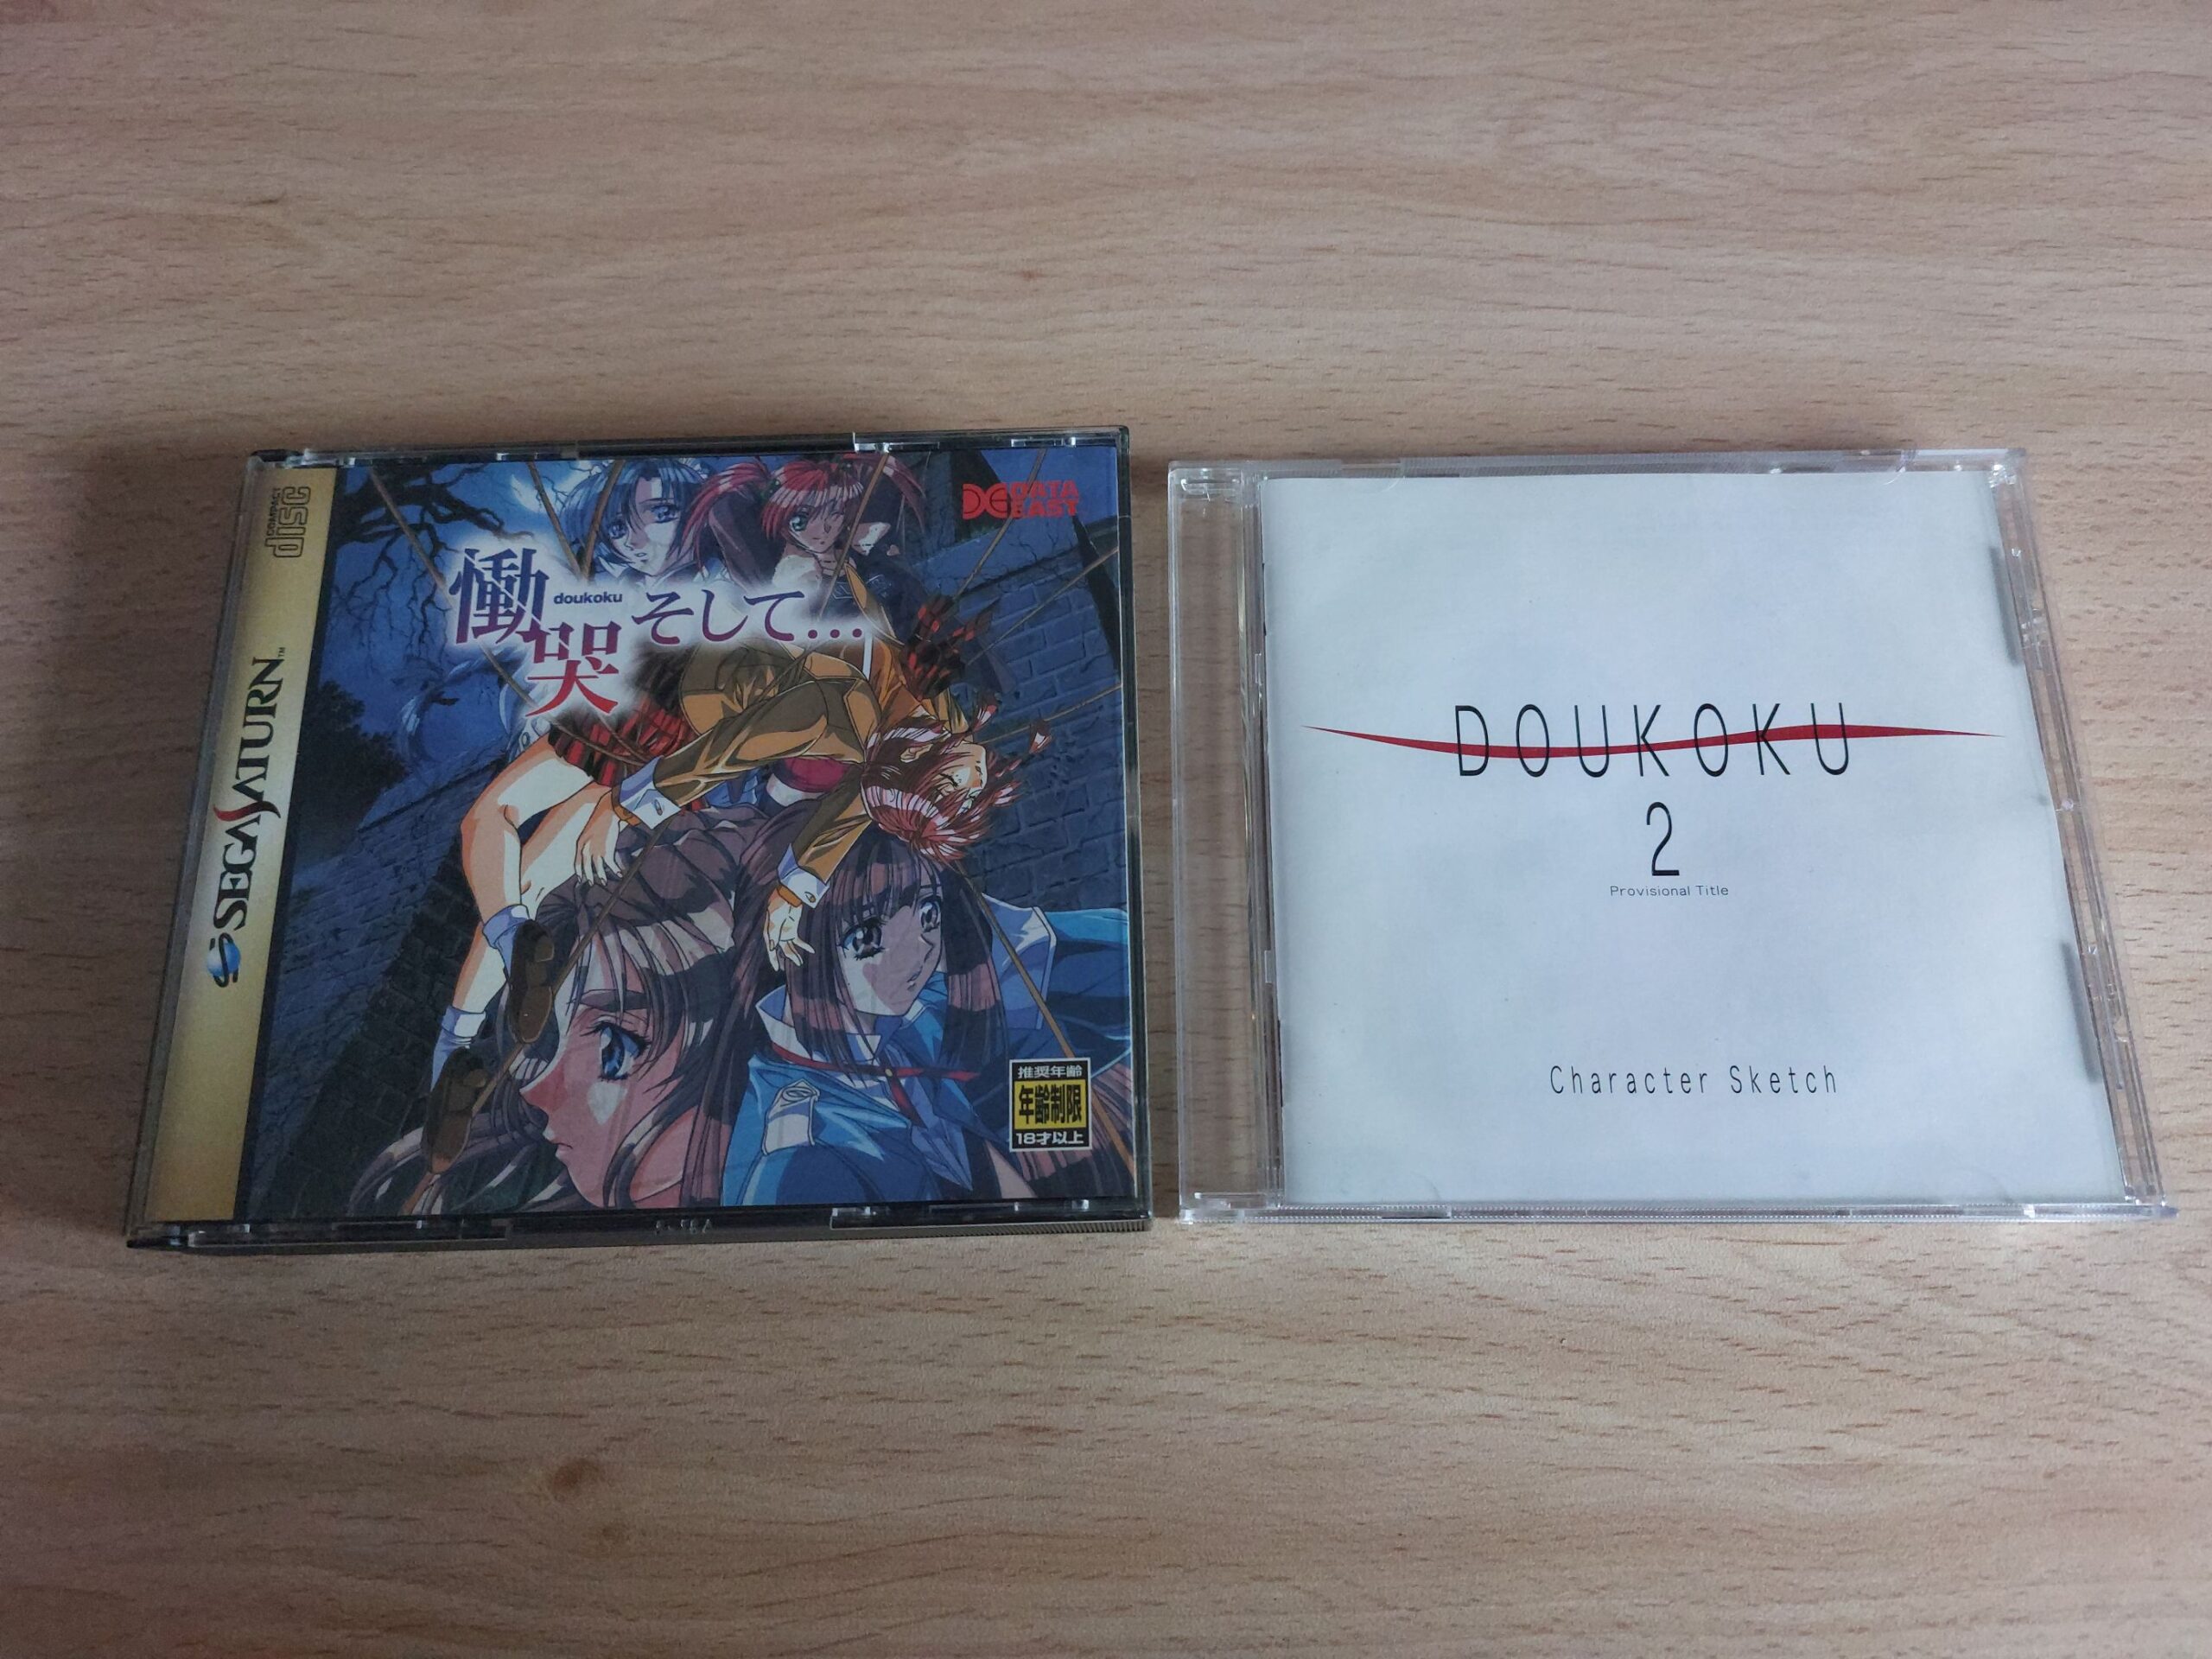 COMPACT
disc
SEGA SATURN™
DATA
EAST
慟哭
doukoku
そして...
推奨年齢
年齢制限
18才以上
DOUKOKU
2
Provisional Title
Character Sketch